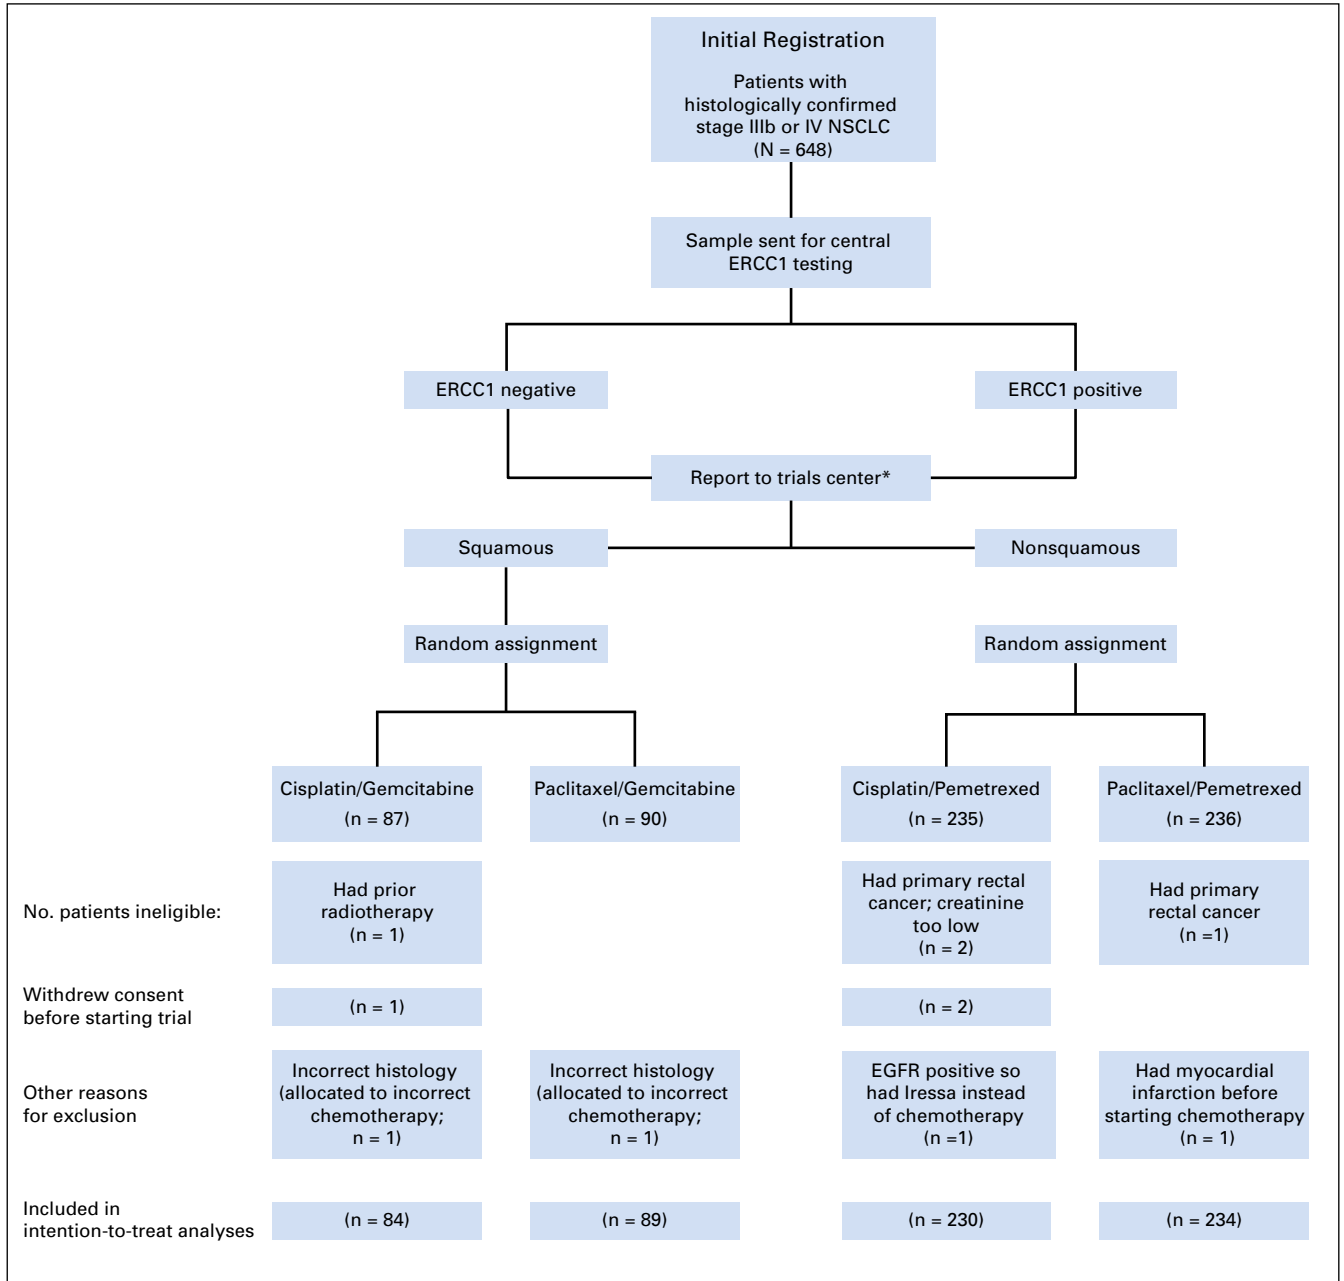 Initial Registration
Patients with
histologically confirmed
stage IIIb or IV NSCLC
(N = 648)
Sample sent for central
ERCC1 testing
ERCC1 negative
ERCC1 positive
Report to trials center*
Squamous
Nonsquamous
Random assignment
Random assignment
Cisplatin/Gemcitabine
(n = 87)
Paclitaxel/Gemcitabine
(n = 90)
Cisplatin/Pemetrexed
(n = 235)
Paclitaxel/Pemetrexed
(n = 236)
No. patients ineligible:
Had prior
radiotherapy
(n = 1)
Had primary rectal
cancer; creatinine
too low
(n = 2)
Had primary
rectal cancer
(n =1)
Withdrew consent
before starting trial
(n = 1)
(n = 2)
Other reasons
for exclusion
Incorrect histology
(allocated to incorrect
chemotherapy;
n = 1)
Incorrect histology
(allocated to incorrect
chemotherapy;
n = 1)
EGFR positive so
had Iressa instead
of chemotherapy
(n =1)
Had myocardial
infarction before
starting chemotherapy
(n = 1)
Included in
intention-to-treat analyses
(n = 84)
(n = 89)
(n = 230)
(n = 234)